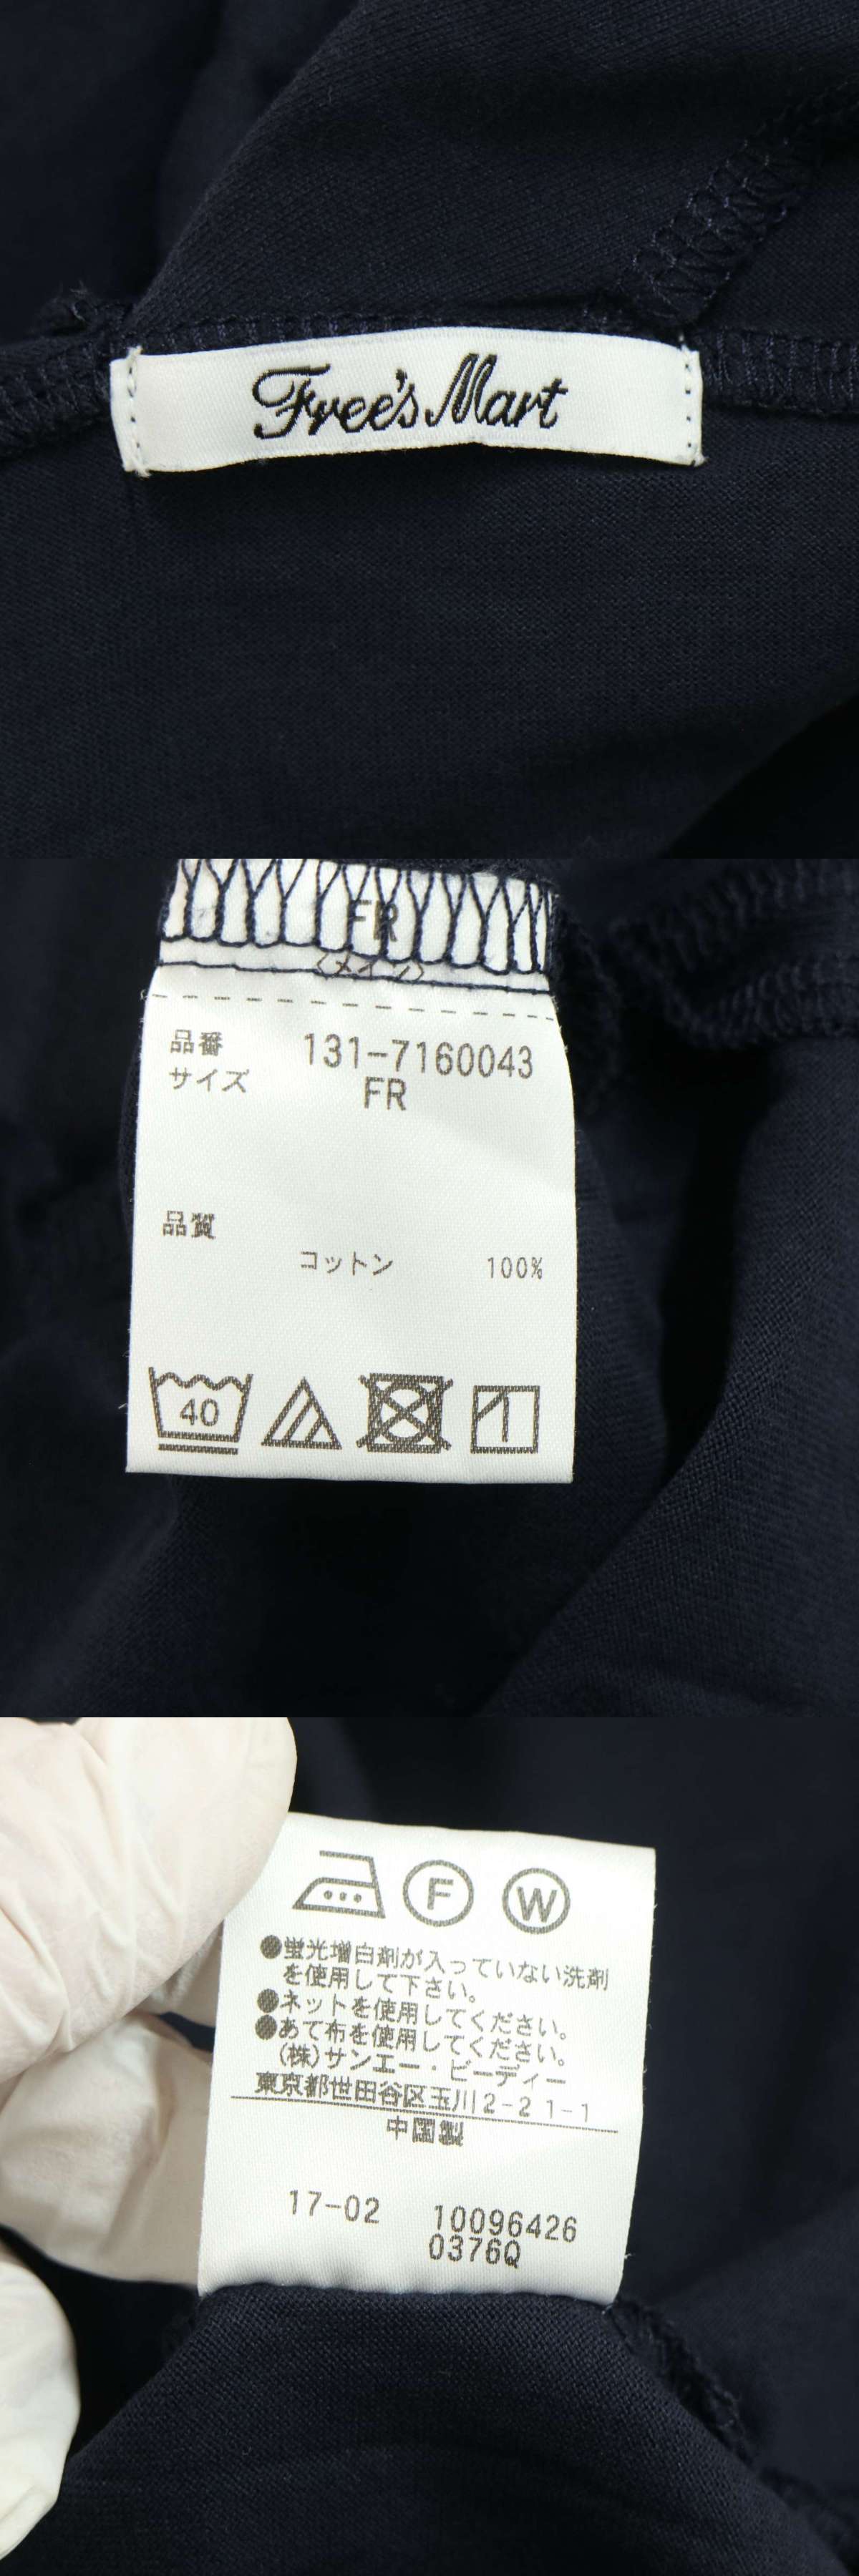 Free's Mart
FR
〈メイン〉
品番 131-7160043
サイズ FR
品質
コットン 100%
40
F W
●蛍光増白剤が入っていない洗剤
を使用して下さい。
●ネットを使用してください。
●あて布を使用してください。
(株)サンエー・ビーディー
東京都世田谷区玉川2-21-1
中国製
17-02 10096426
0376Q